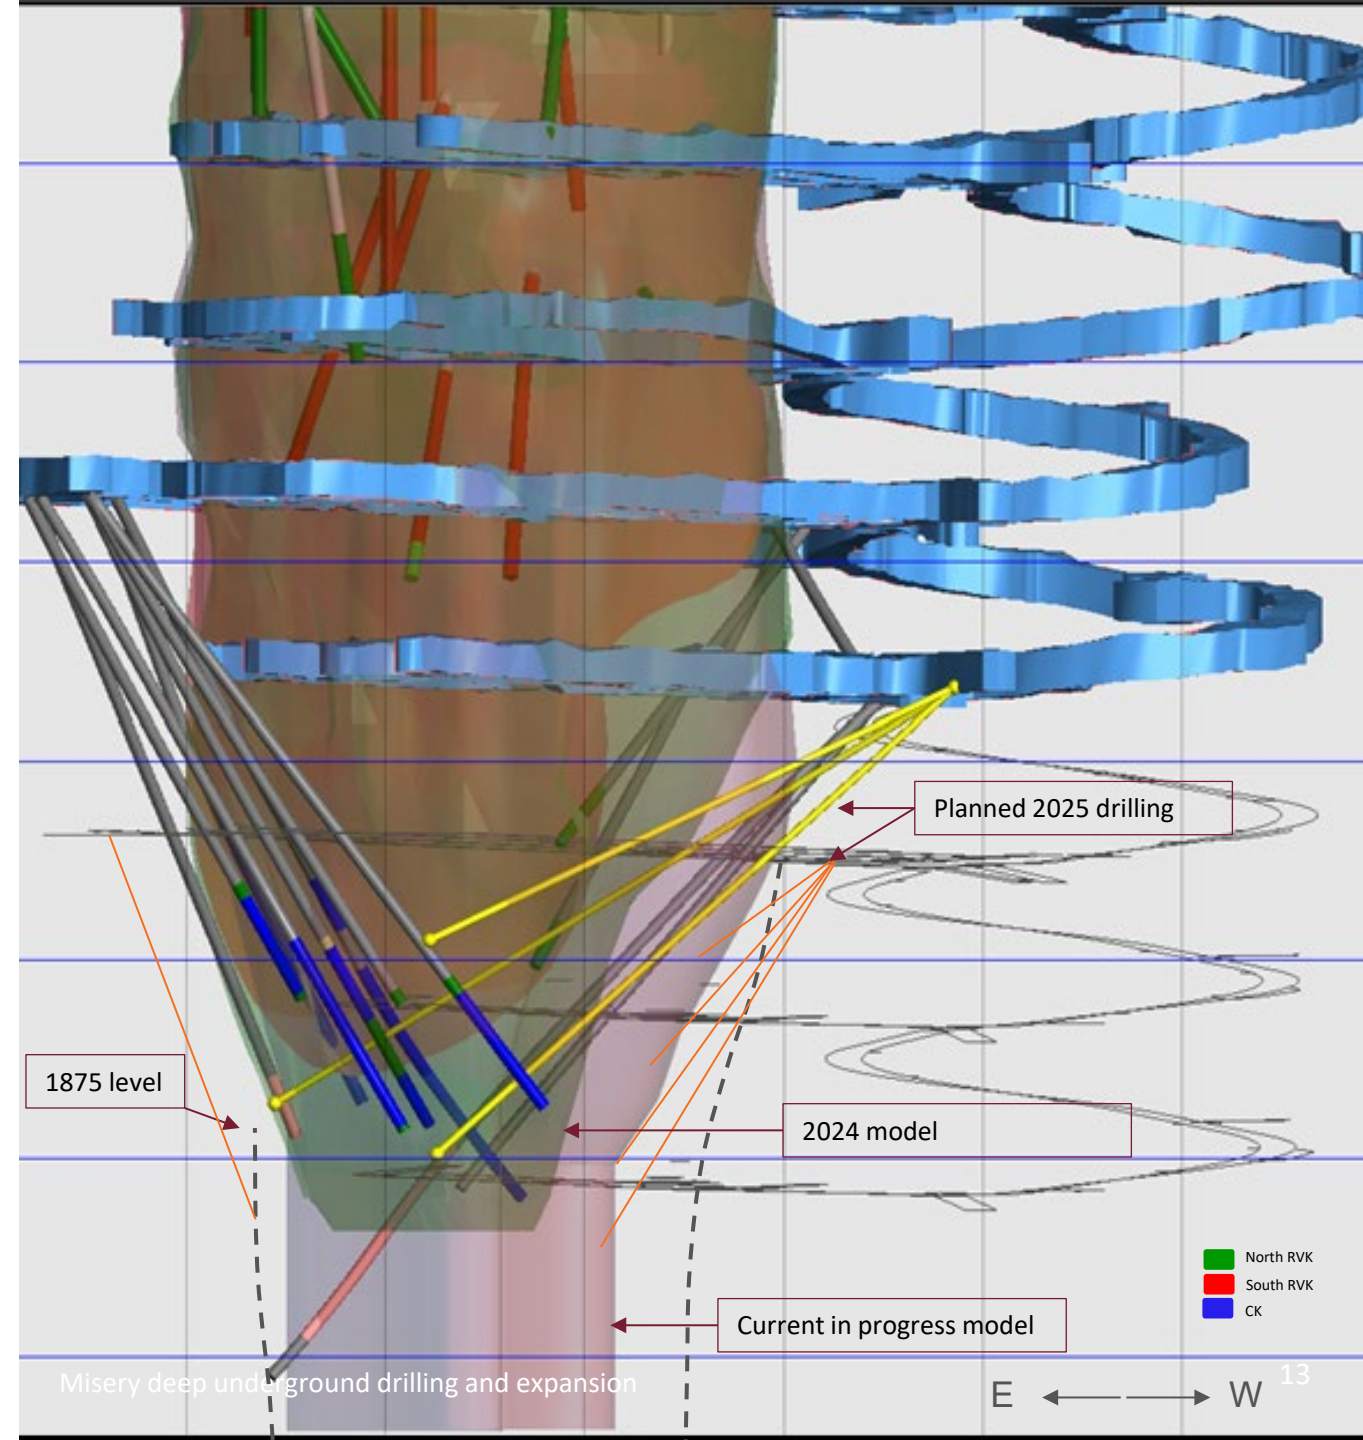 Planned 2025 drilling
1875 level
2024 model
North RVK
South RVK
CK
Current in progress model
Misery deep underground drilling and expansion
13
E
W